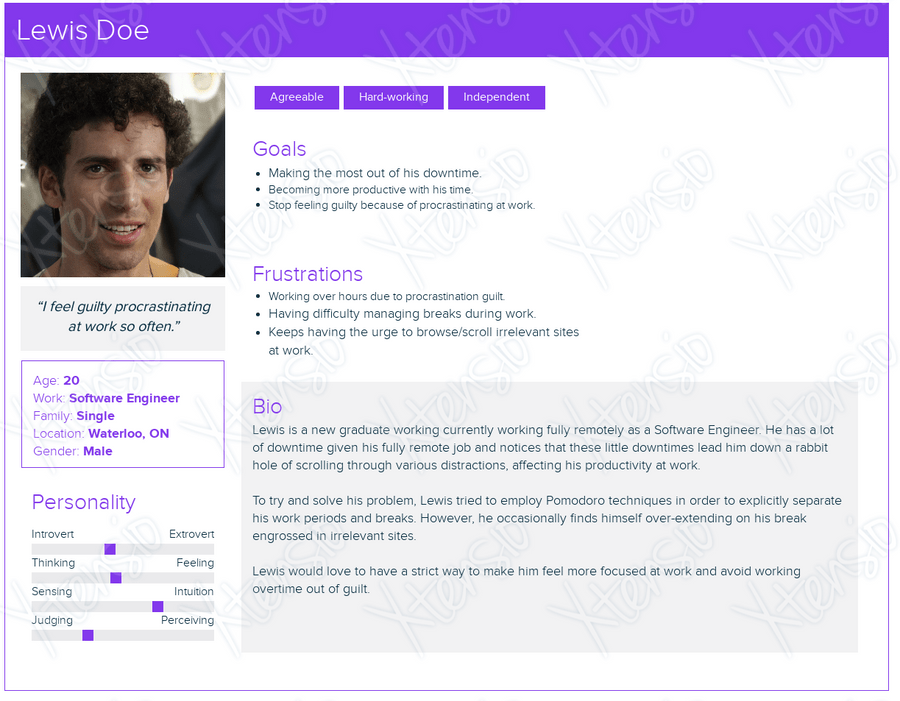 Lewis Doe
Agreeable
Hard-working
Independent
Goals
• Making the most out of his downtime.
• Becoming more productive with his time.
• Stop feeling guilty because of procrastinating at work.
Frustrations
• Working over hours due to procrastination guilt.
• Having difficulty managing breaks during work.
• Keeps having the urge to browse/scroll irrelevant sites
at work.
“I feel guilty procrastinating
at work so often.”
Age: 20
Work: Software Engineer
Family: Single
Location: Waterloo, ON
Gender: Male
Personality
Introvert Extrovert
Thinking Feeling
Sensing Intuition
Judging Perceiving
Bio
Lewis is a new graduate working currently working fully remotely as a Software Engineer. He has a lot
of downtime given his fully remote job and notices that these little downtimes lead him down a rabbit
hole of scrolling through various distractions, affecting his productivity at work.
To try and solve his problem, Lewis tried to employ Pomodoro techniques in order to explicitly separate
his work periods and breaks. However, he occasionally finds himself over-extending on his break
engrossed in irrelevant sites.
Lewis would love to have a strict way to make him feel more focused at work and avoid working
overtime out of guilt.
xtensio